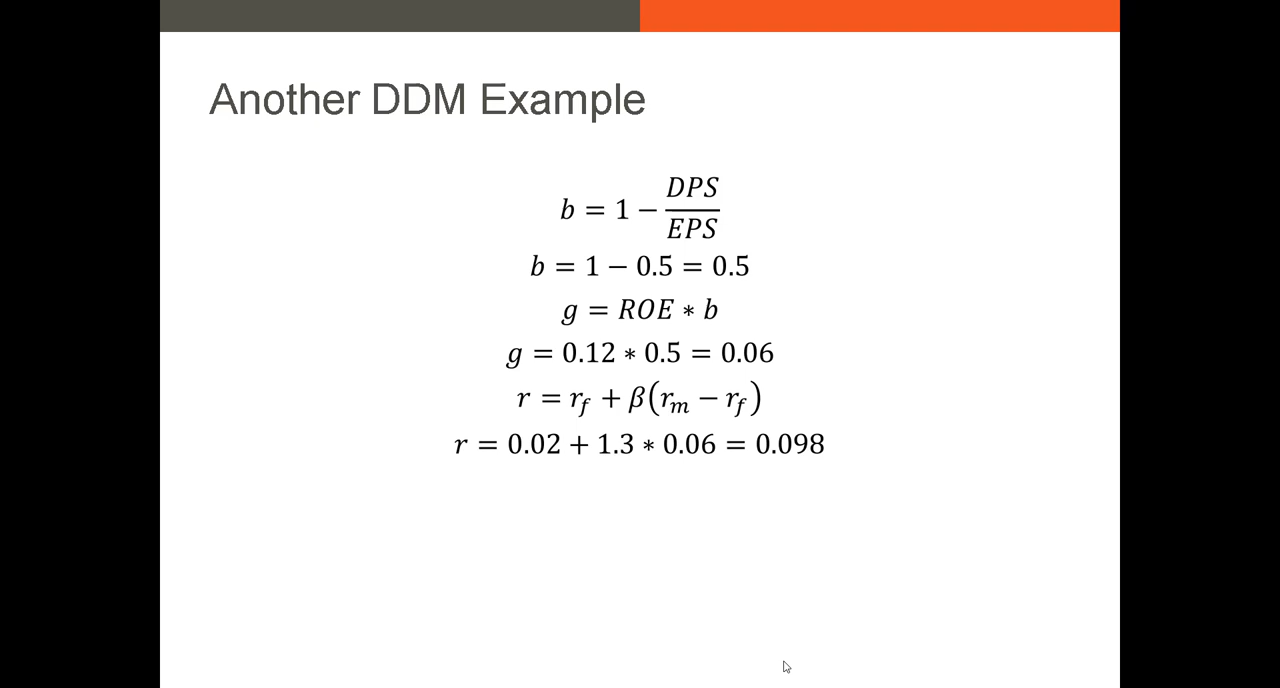 Another DDM Example
b = 1 − DPS/EPS
b = 1 − 0.5 = 0.5
g = ROE ∗ b
g = 0.12 ∗ 0.5 = 0.06
r = r_f + β(r_m − r_f)
r = 0.02 + 1.3 ∗ 0.06 = 0.098